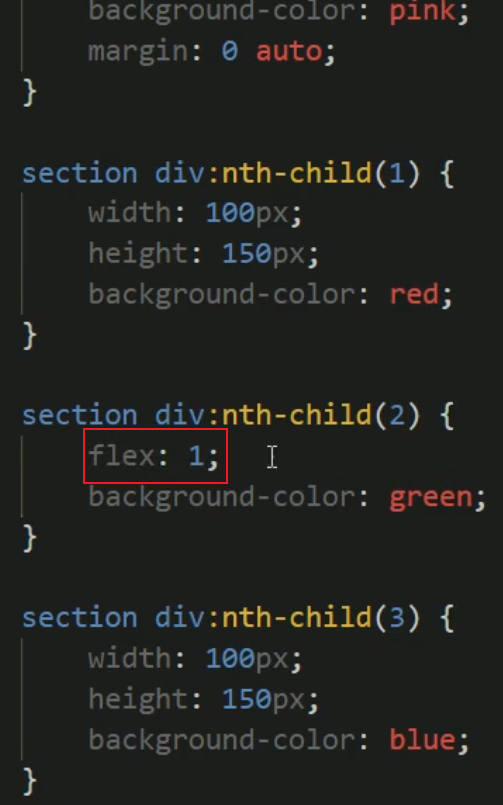 background-color: pink;
margin: 0 auto;
}
section div:nth-child(1) {
width: 100px;
height: 150px;
background-color: red;
}
section div:nth-child(2) {
flex: 1;
background-color: green;
}
section div:nth-child(3) {
width: 100px;
height: 150px;
background-color: blue;
}